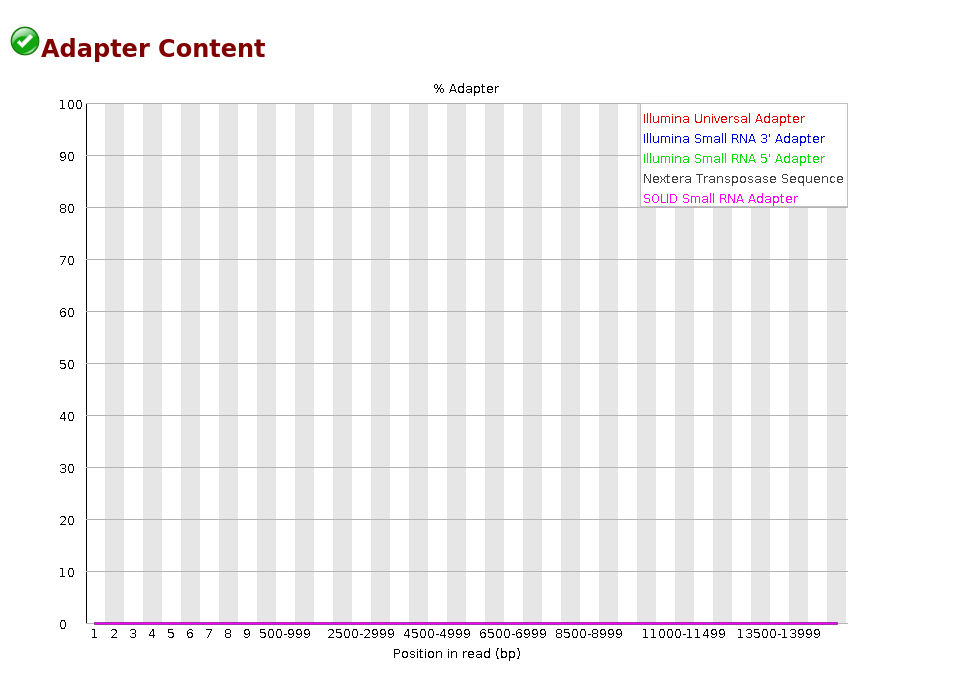 Adapter Content
% Adapter
100
90
80
70
60
50
40
30
20
10
0
Illumina Universal Adapter
Illumina Small RNA 3' Adapter
Illumina Small RNA 5' Adapter
Nextera Transposase Sequence
SOLID Small RNA Adapter
1 2 3 4 5 6 7 8 9 500-999 2500-2999 4500-4999 6500-6999 8500-8999 11000-11499 13500-13999
Position in read (bp)